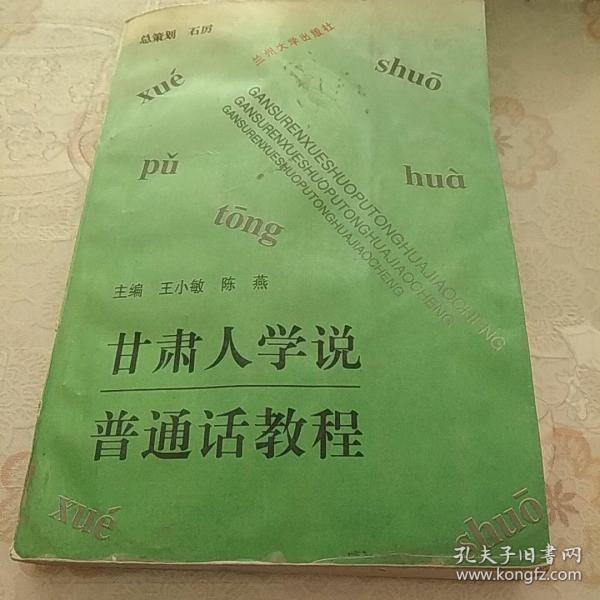 总策划 石厉
兰州大学出版社
xué
shuō
pǔ
huà
tōng
GANSURENXUESHUOPUTONGHUAJIAOCHENG
GANSURENXUESHUOPUTONGHUAJIAOCHENG
GANSURENXUESHUOPUTONGHUAJIAOCHENG
主编 王小敏 陈燕
甘肃人学说
普通话教程
xué
shuō
孔夫子旧书网
www.kongfz.com